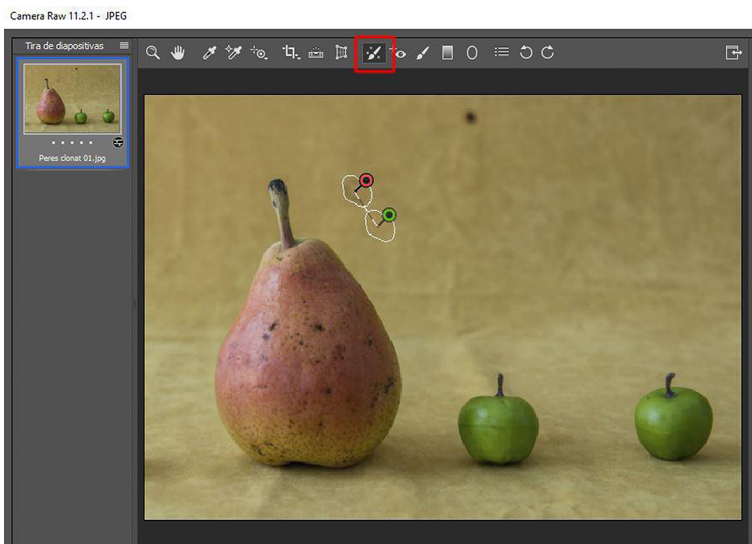 Camera Raw 11.2.1 - JPEG
Tira de diapositivas
Peres clonat 01.jpg